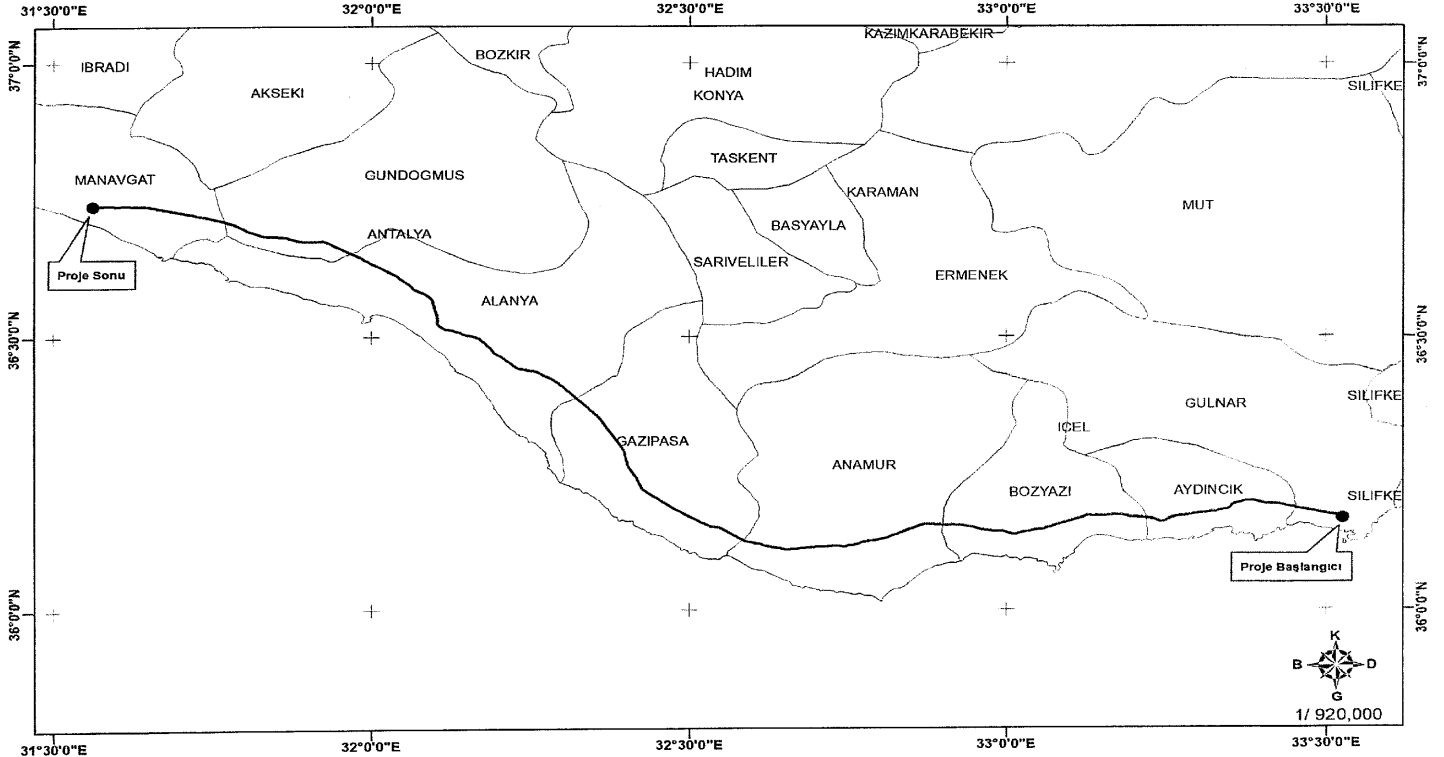 31°30'0"E 32°0'0"E 32°30'0"E 33°0'0"E 33°30'0"E
37°0'0"N
37°0'0"N
IBRADI
AKSEKI
BOZKIR
HADIM
KONYA
KAZIMKARABEKIR
SILIFKE
MANAVGAT
GUNDOGMUS
TASKENT
KARAMAN
MUT
ANTALYA
BASYAYLA
SARIVELILER
ERMENEK
Proje Sonu
ALANYA
36°30'0"N
36°30'0"N
GAZIPASA
ANAMUR
ICEL
GULNAR
SILIFKE
BOZYAZI
AYDINCIK
SILIFKE
Proje Başlangıcı
36°0'0"N
36°0'0"N
K
B D
G
1/ 920,000
31°30'0"E 32°0'0"E 32°30'0"E 33°0'0"E 33°30'0"E